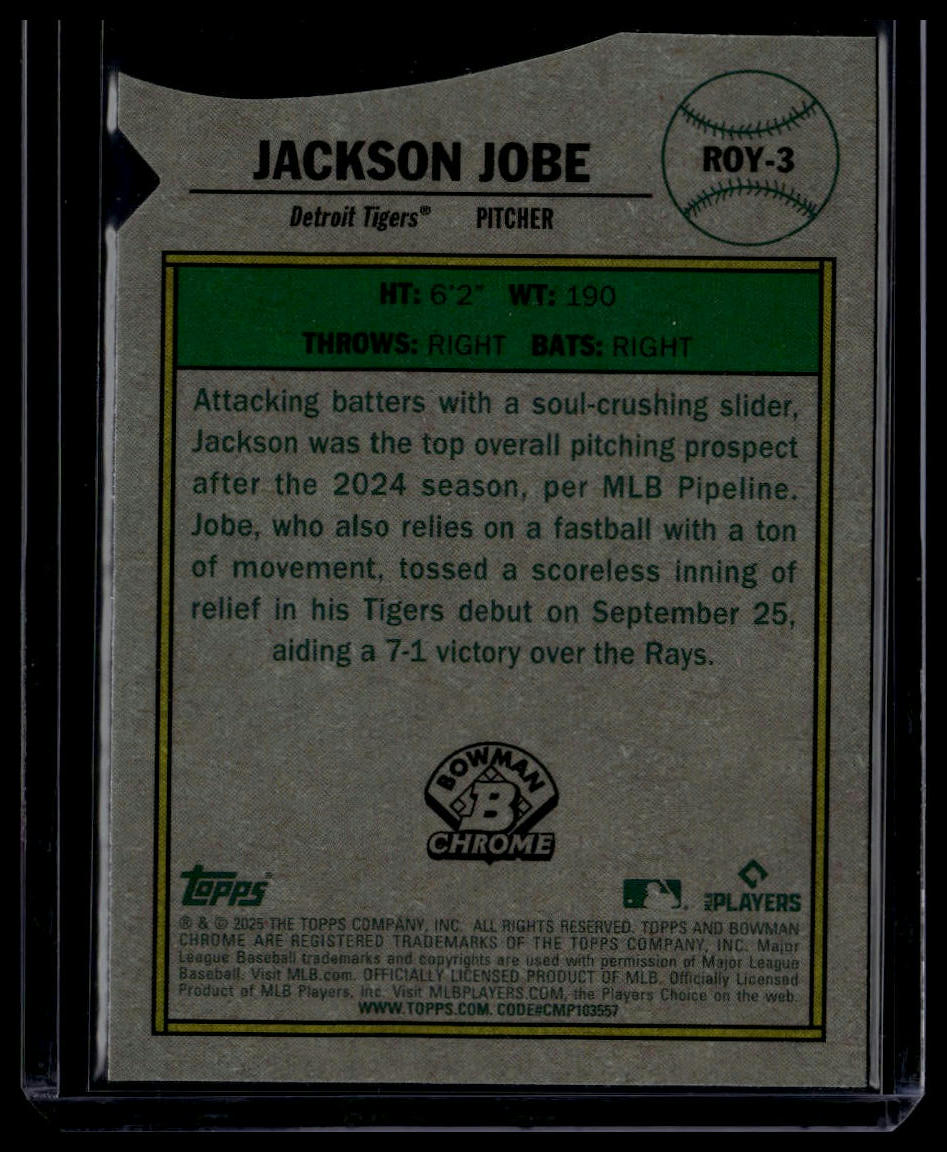 JACKSON JOBE
ROY-3
Detroit Tigers® PITCHER
HT: 6'2" WT: 190
THROWS: RIGHT BATS: RIGHT
Attacking batters with a soul-crushing slider,
Jackson was the top overall pitching prospect
after the 2024 season, per MLB Pipeline.
Jobe, who also relies on a fastball with a ton
of movement, tossed a scoreless inning of
relief in his Tigers debut on September 25,
aiding a 7-1 victory over the Rays.
BOWMAN
B
CHROME
topps®
MLB PLAYERS
® & © 2025 THE TOPPS COMPANY, INC. ALL RIGHTS RESERVED. TOPPS AND BOWMAN
CHROME ARE REGISTERED TRADEMARKS OF THE TOPPS COMPANY, INC. Major
League Baseball trademarks and copyrights are used with permission of Major League
Baseball. Visit MLB.com. OFFICIALLY LICENSED PRODUCT OF MLB. Officially Licensed
Product of MLB Players, Inc. Visit MLBPLAYERS.COM, the Players Choice on the web.
WWW.TOPPS.COM. CODE#CMP103557